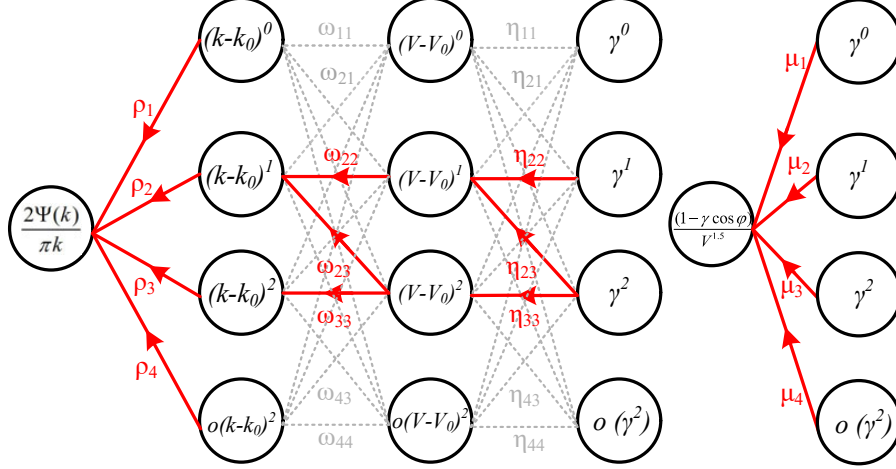 (k-k₀)⁰ ω₁₁ (V-V₀)⁰ η₁₁ γ⁰
ω₂₁ η₂₁ μ₁
ρ₁
ω₂₂ η₂₂ μ₂
ρ₂ (k-k₀)¹ (V-V₀)¹ γ¹ γ¹
2Ψ(k)
πk
(1-γ cos φ)
V¹·⁵
ρ₃ ω₂₃ η₂₃ μ₃
(k-k₀)² (V-V₀)² γ² γ²
ω₃₃ η₃₃
ρ₄
ω₄₃ η₄₃ μ₄
o(k-k₀)² o(V-V₀)² o (γ²) o (γ²)
ω₄₄ η₄₄
γ⁰